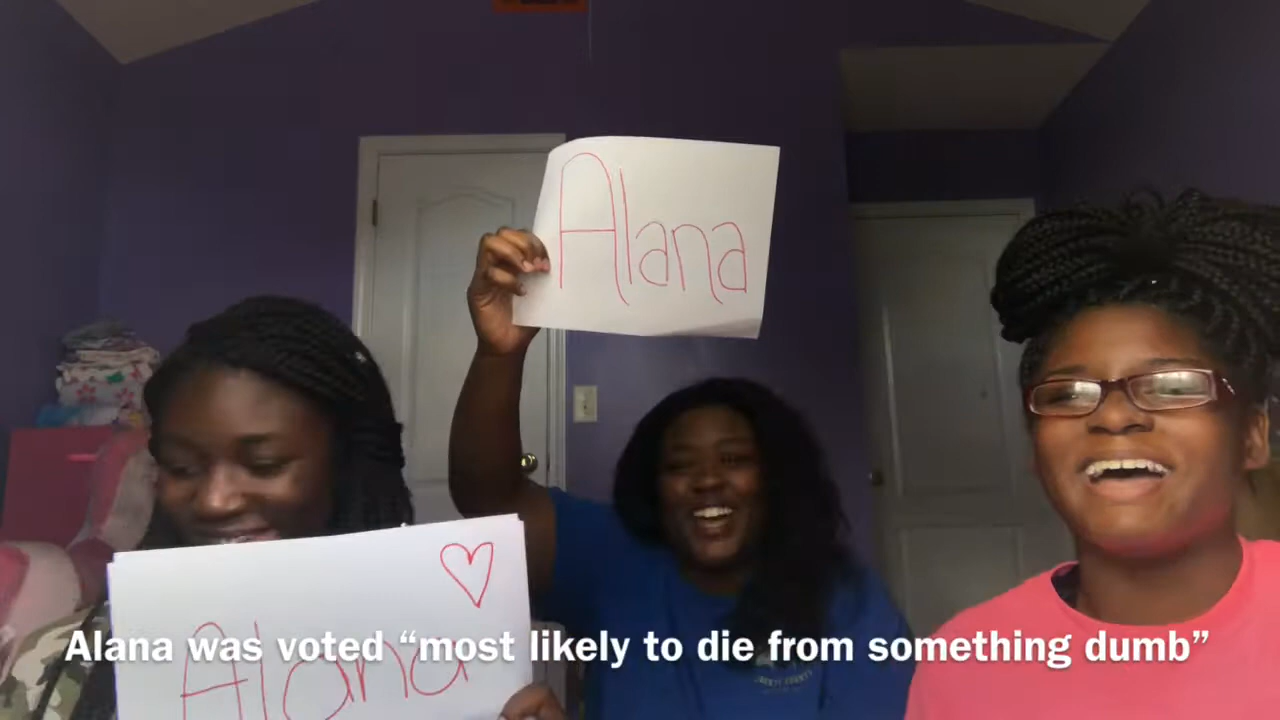 Alana
Alana
Alana was voted “most likely to die from something dumb”